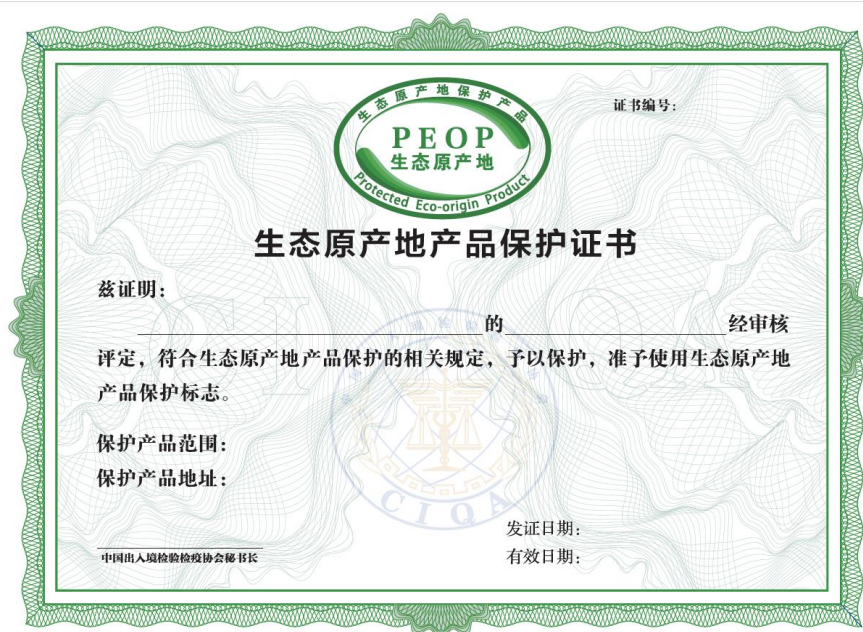 证书编号：
生态原产地保护产品
PEOP
生态原产地
Protected Eco-origin Product
生态原产地产品保护证书
兹证明：
的 经审核
评定，符合生态原产地产品保护的相关规定，予以保护，准予使用生态原产地
产品保护标志。
保护产品范围：
保护产品地址：
CIQA
发证日期：
有效日期：
中国出入境检验检疫协会秘书长